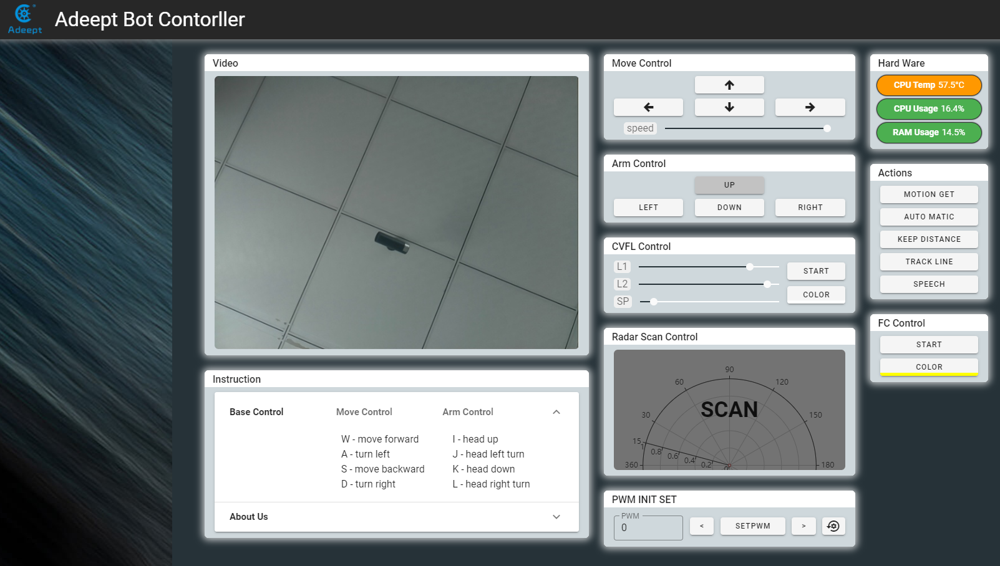 Adeept
Adeept Bot Contorller
Video
Instruction
Base Control
Move Control
Arm Control
W - move forward
A - turn left
S - move backward
D - turn right
I - head up
J - head left turn
K - head down
L - head right turn
About Us
Move Control
speed
Arm Control
UP
LEFT
DOWN
RIGHT
CVFL Control
L1
L2
SP
START
COLOR
Radar Scan Control
90
60
120
SCAN
30
150
15
1
0.8
0.6
0.4
0.2
0
360
180
PWM INIT SET
PWM
0
<
SETPWM
>
Hard Ware
CPU Temp 57.5°C
CPU Usage 16.4%
RAM Usage 14.5%
Actions
MOTION GET
AUTO MATIC
KEEP DISTANCE
TRACK LINE
SPEECH
FC Control
START
COLOR